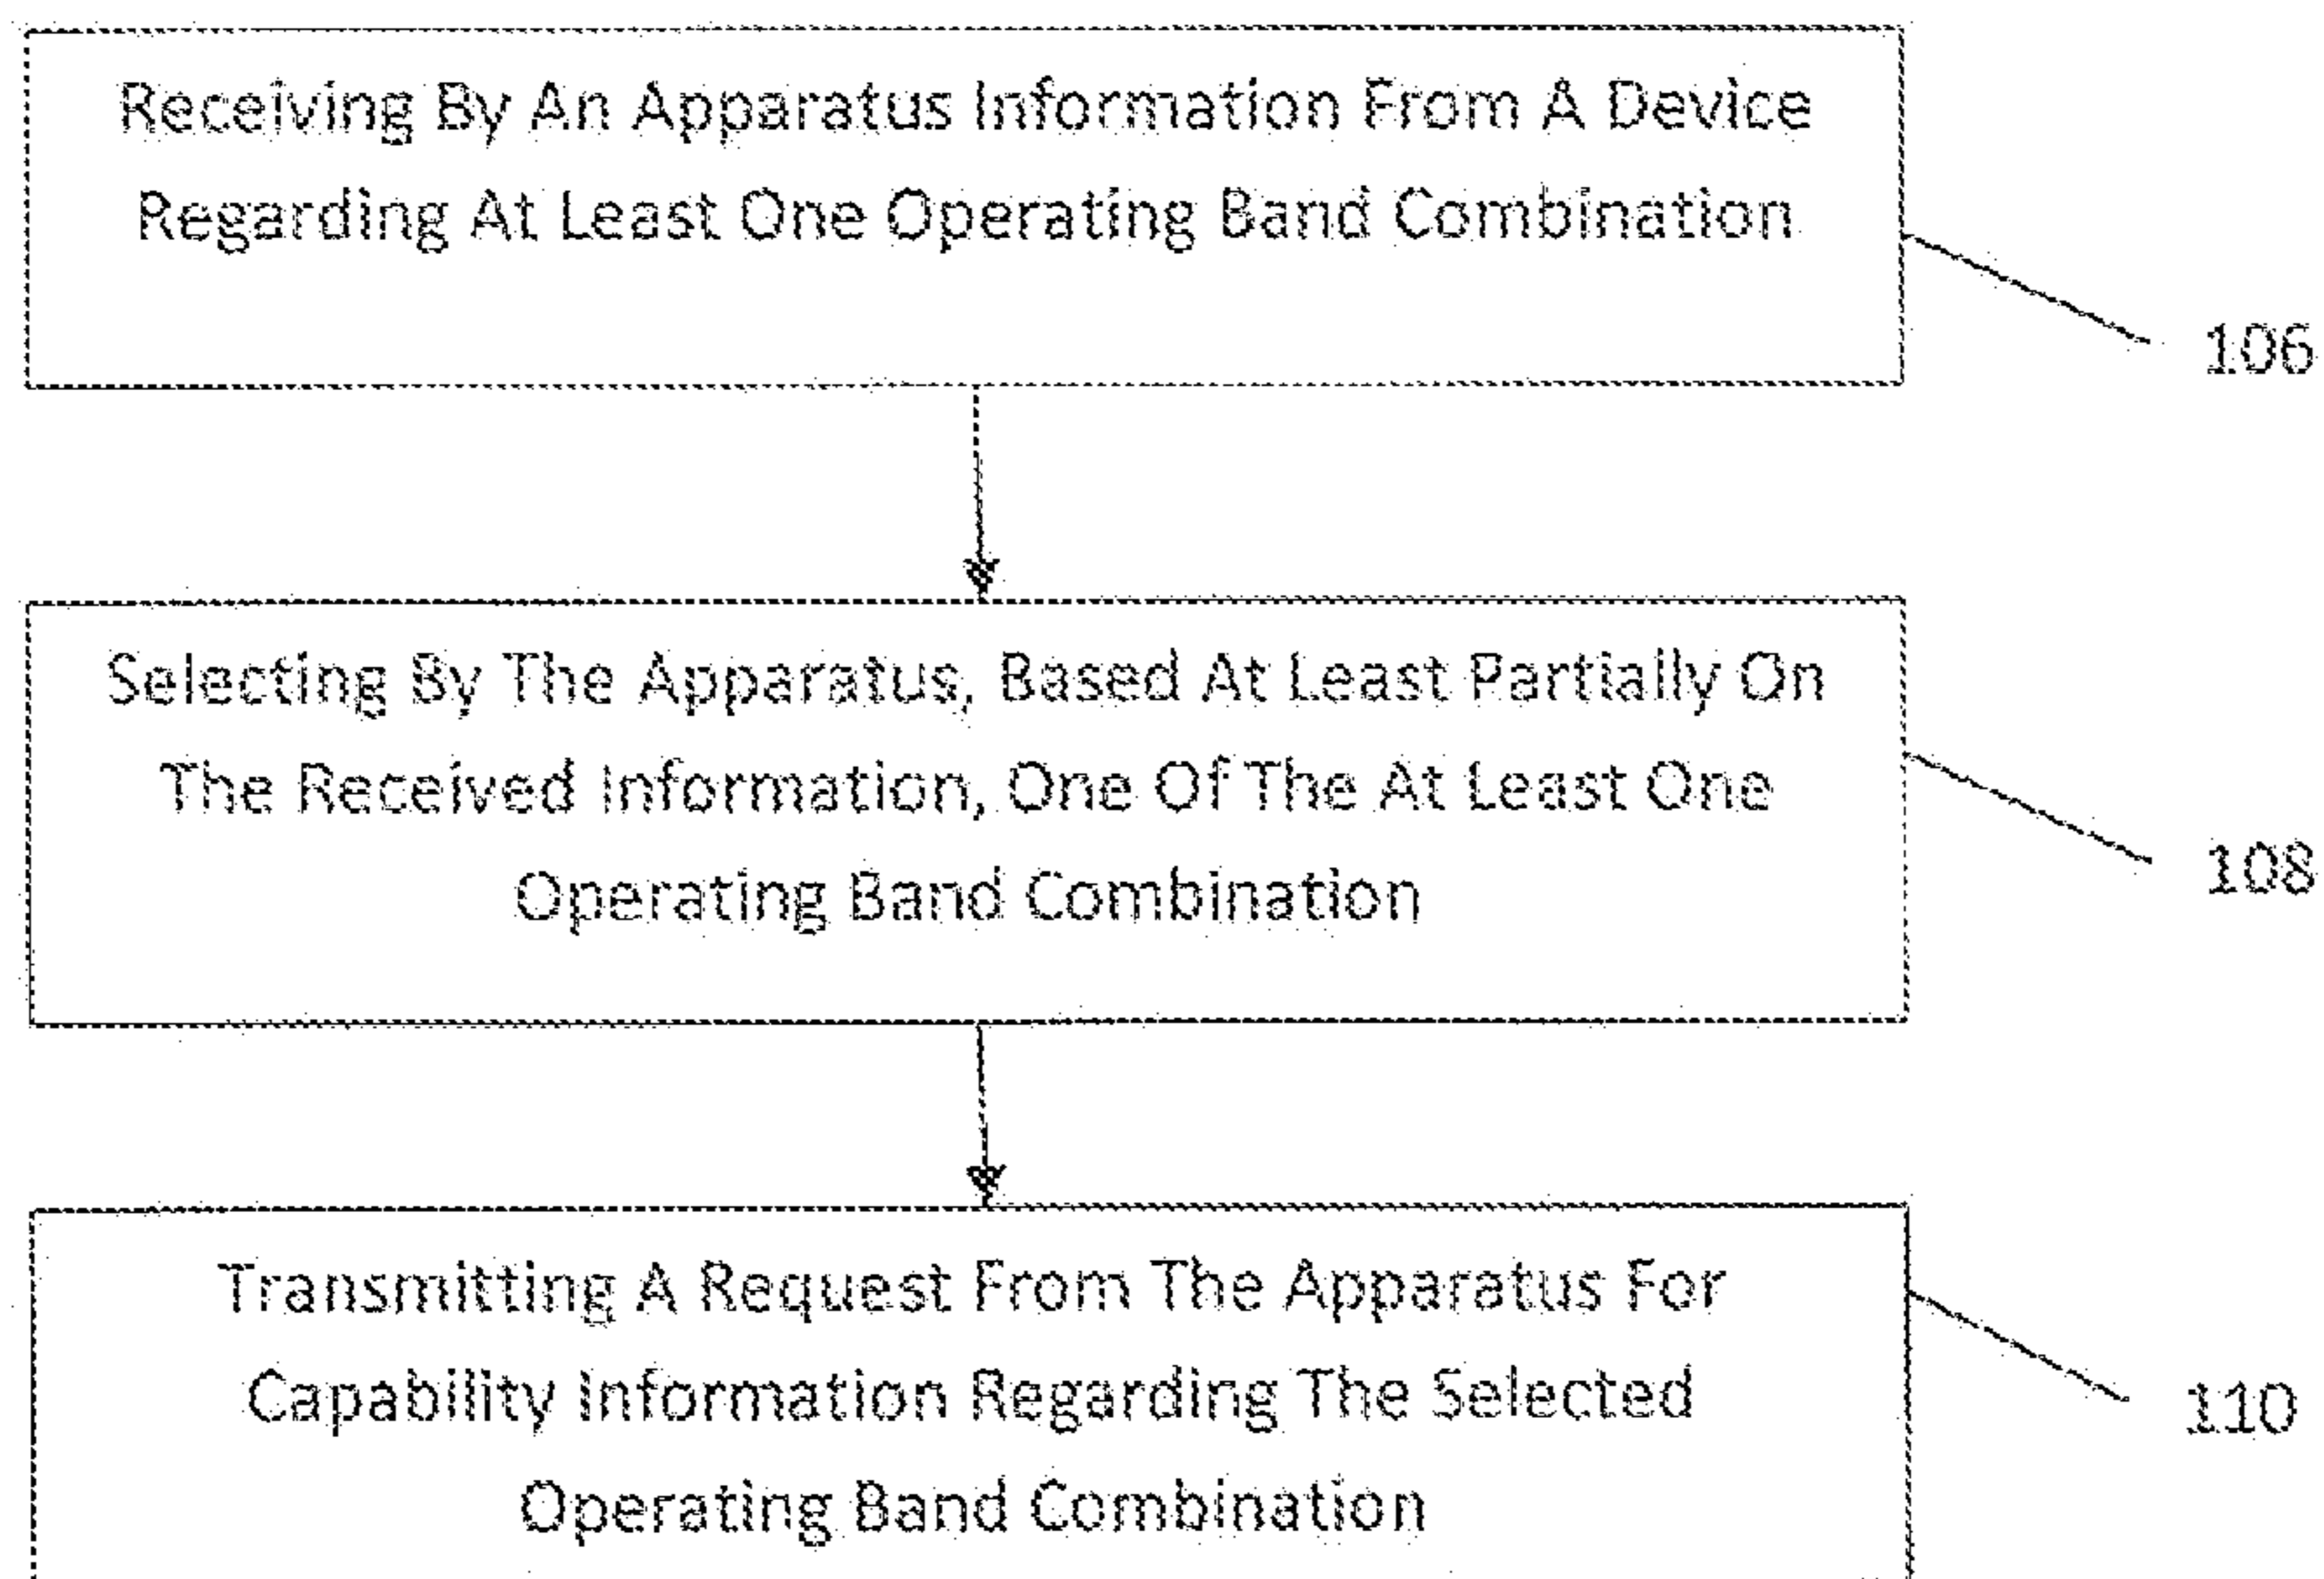 Receiving By An Apparatus Information From A Device
Regarding At Least One Operating Band Combination
106
Selecting By The Apparatus, Based At Least Partially On
The Received Information, One Of The At Least One
Operating Band Combination
108
Transmitting A Request From The Apparatus For
Capability Information Regarding The Selected
Operating Band Combination
110